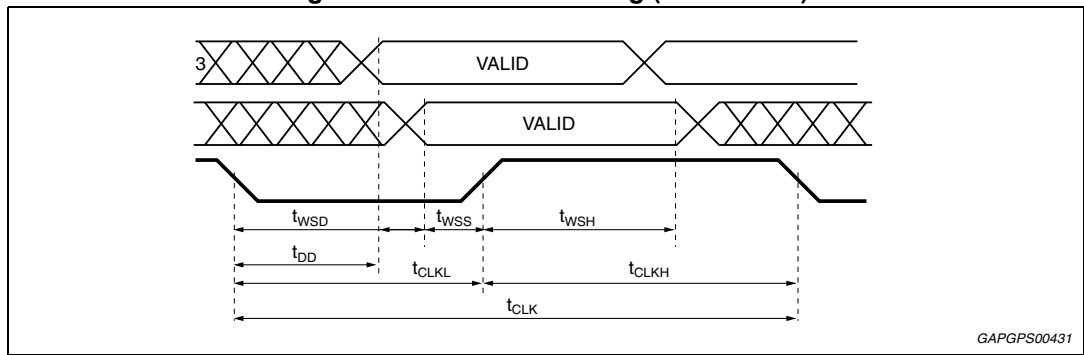 3
VALID
VALID
tWSD
tWSS
tWSH
tDD
tCLKL
tCLKH
tCLK
GAPGPS00431